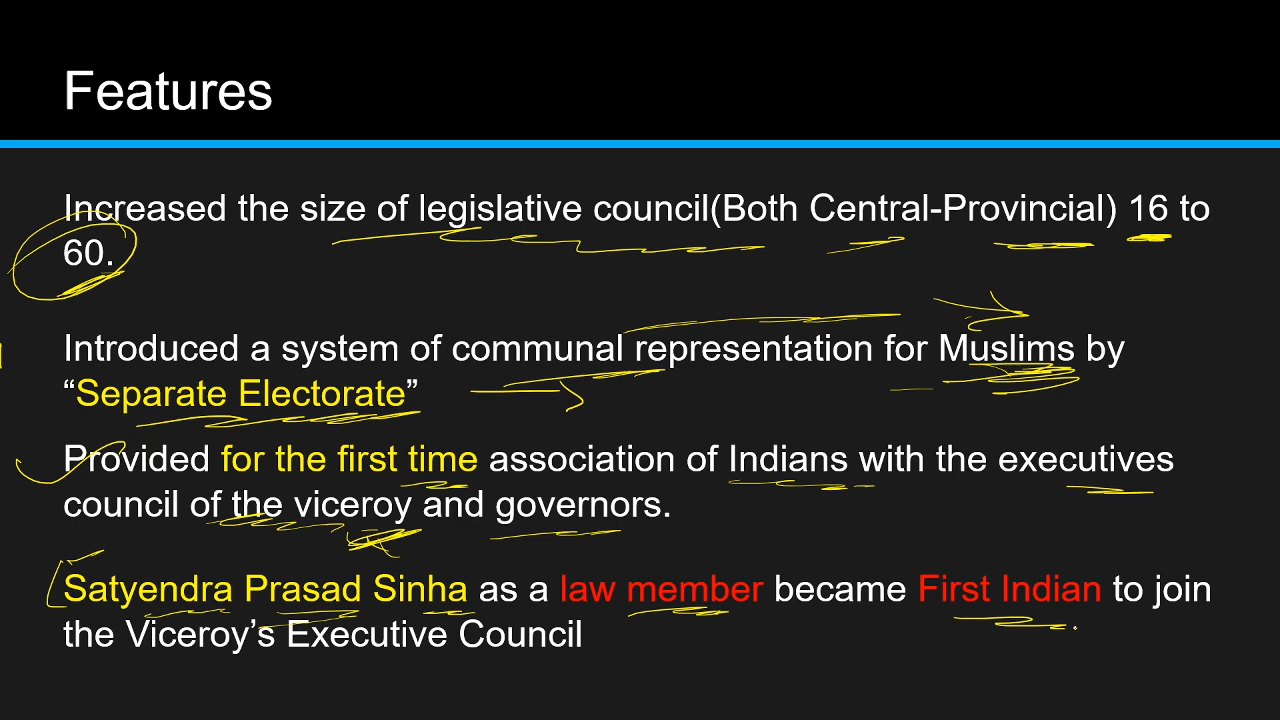 Features
Increased the size of legislative council(Both Central-Provincial) 16 to
60.
Introduced a system of communal representation for Muslims by
“Separate Electorate”
Provided for the first time association of Indians with the executives
council of the viceroy and governors.
Satyendra Prasad Sinha as a law member became First Indian to join
the Viceroy’s Executive Council